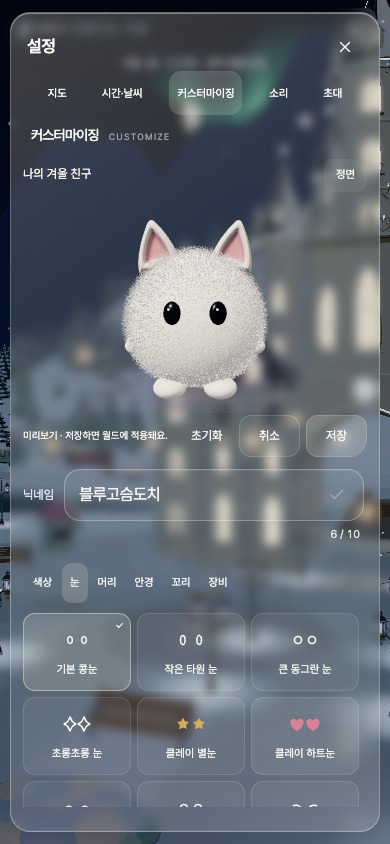 설정
지도 시간·날씨 커스터마이징 소리 초대
커스터마이징 CUSTOMIZE
나의 겨울 친구 정면
미리보기 · 저장하면 월드에 적용돼요. 초기화 취소 저장
닉네임 블루고슴도치
6 / 10
색상 눈 머리 안경 꼬리 장비
기본 콩눈 작은 타원 눈 큰 동그란 눈
초롱초롱 눈 클레이 별눈 클레이 하트눈